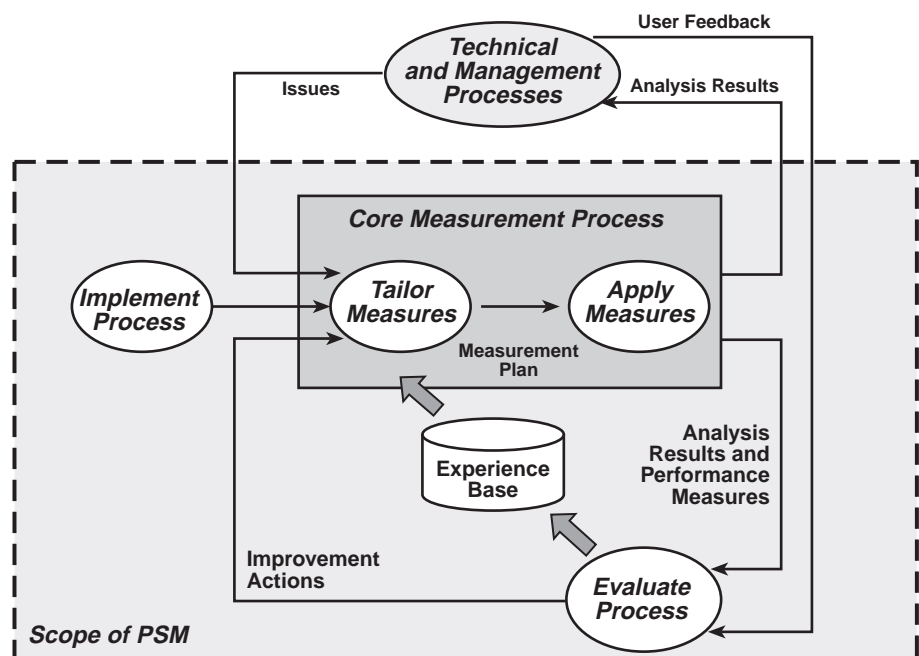 User Feedback
Technical
and Management
Processes
Issues
Analysis Results
Core Measurement Process
Implement
Process
Tailor
Measures
Apply
Measures
Measurement
Plan
Experience
Base
Analysis
Results and
Performance
Measures
Improvement
Actions
Evaluate
Process
Scope of PSM